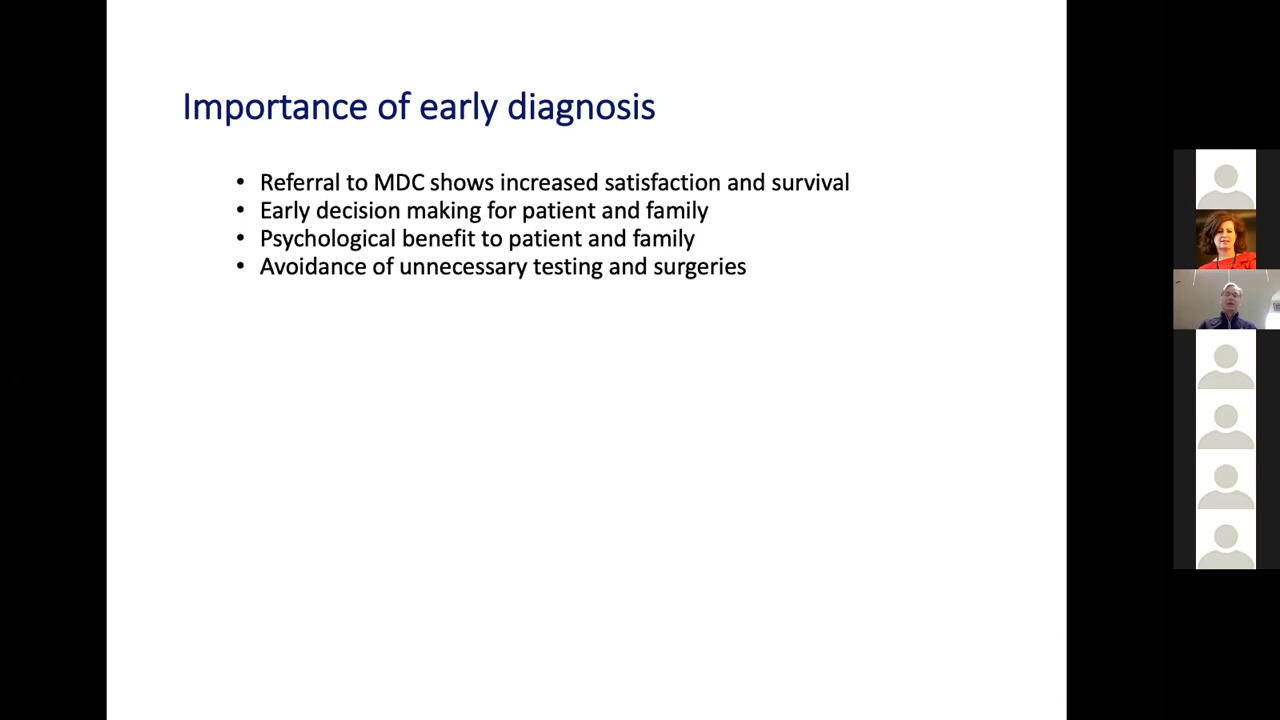 Importance of early diagnosis
• Referral to MDC shows increased satisfaction and survival
• Early decision making for patient and family
• Psychological benefit to patient and family
• Avoidance of unnecessary testing and surgeries